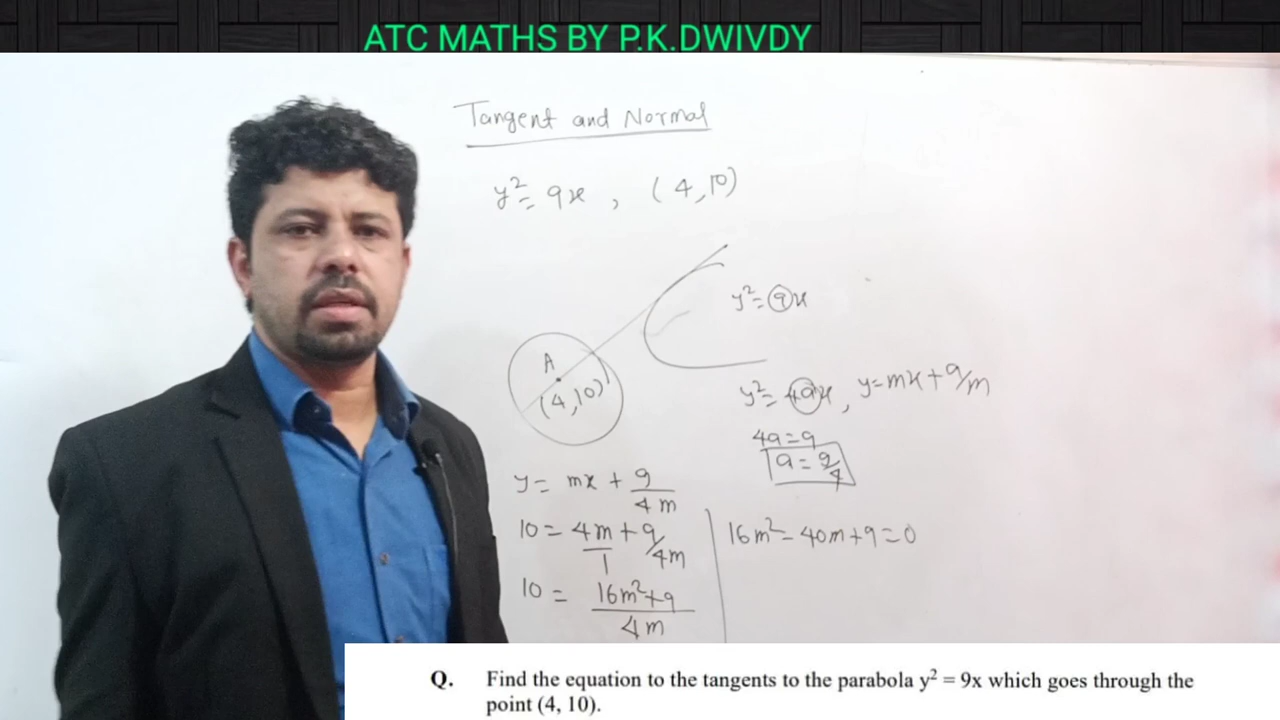 ATC MATHS BY P.K.DWIVDY
Tangent and Normal
y²= 9x , (4,10)
y²=9x
A
(4,10)
y²= 4ax, y=mx+a/m
4a=9
a=9/4
y= mx + 9/4m
10= 4m/1 + 9/4m
10 = 16m²+9/4m
16m²-40m+9=0
Q. Find the equation to the tangents to the parabola y² = 9x which goes through the
point (4, 10).